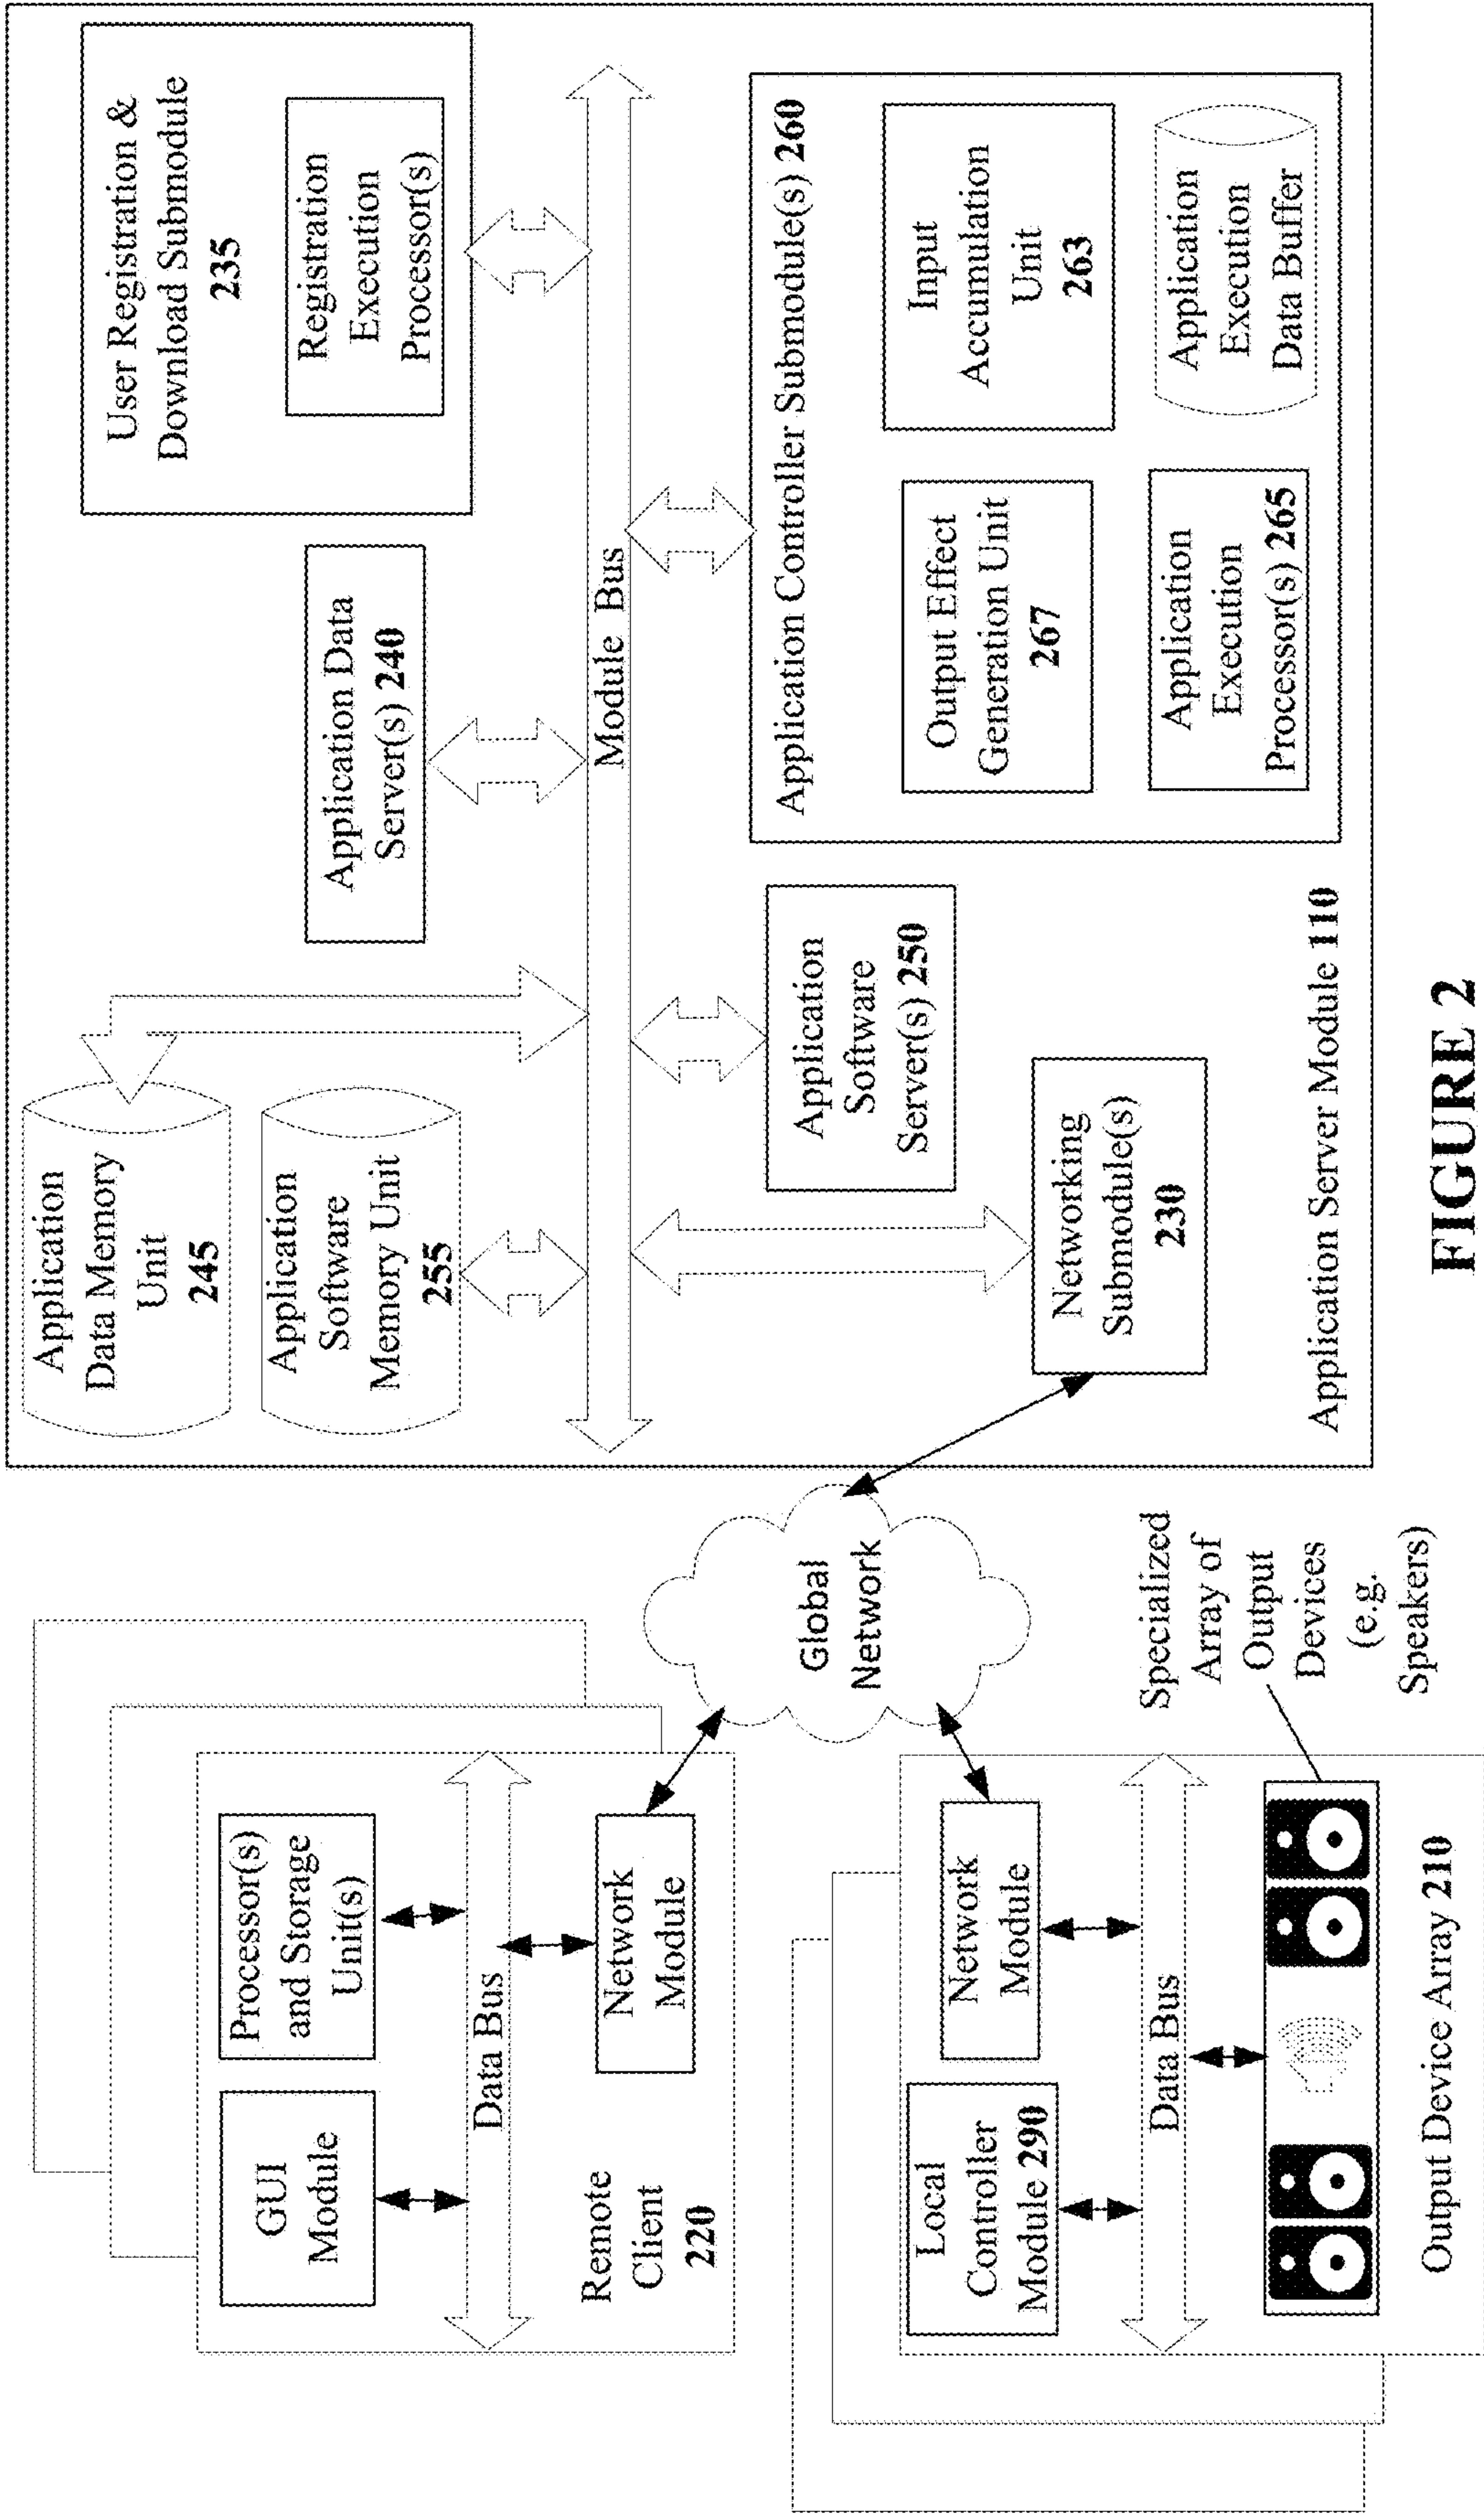 GUI
Module
Processor(s)
and Storage
Unit(s)
Data Bus
Remote
Client
220
Network
Module
Global
Network
Local
Controller
Module 290
Network
Module
Data Bus
Output Device Array 210
Specialized
Array of
Output
Devices
(e.g.
Speakers)
Application
Data Memory
Unit
245
Application
Software
Memory Unit
255
Application Data
Server(s) 240
User Registration &
Download Submodule
235
Registration
Execution
Processor(s)
Module Bus
Networking
Submodule(s)
230
Application
Software
Server(s) 250
Application Controller Submodule(s) 260
Output Effect
Generation Unit
267
Input
Accumulation
Unit
263
Application
Execution
Processor(s) 265
Application
Execution
Data Buffer
Application Server Module 110
FIGURE 2